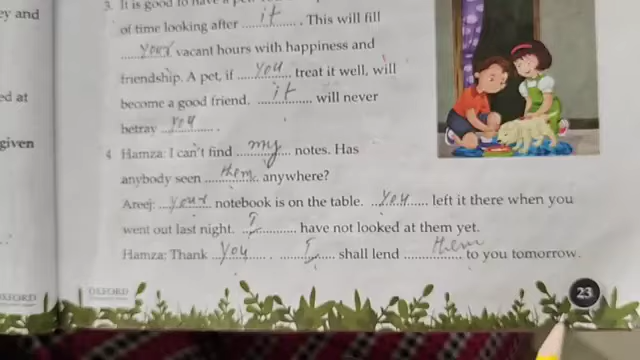 3. It is good to have a
ey and
of time looking after ..it.. . This will fill
..your.. vacant hours with happiness and
friendship. A pet, if ..you.. treat it well, will
ed at
become a good friend. ..it.. will never
betray ..you.. .
given
4. Hamza: I can't find ..my.. notes. Has
anybody seen ..them.. anywhere?
Areej: ..your.. notebook is on the table. ..you.. left it there when you
went out last night. ..I.. have not looked at them yet.
Hamza: Thank ..you.. . ..I.. shall lend ..them.. to you tomorrow.
OXFORD
OXFORD
23